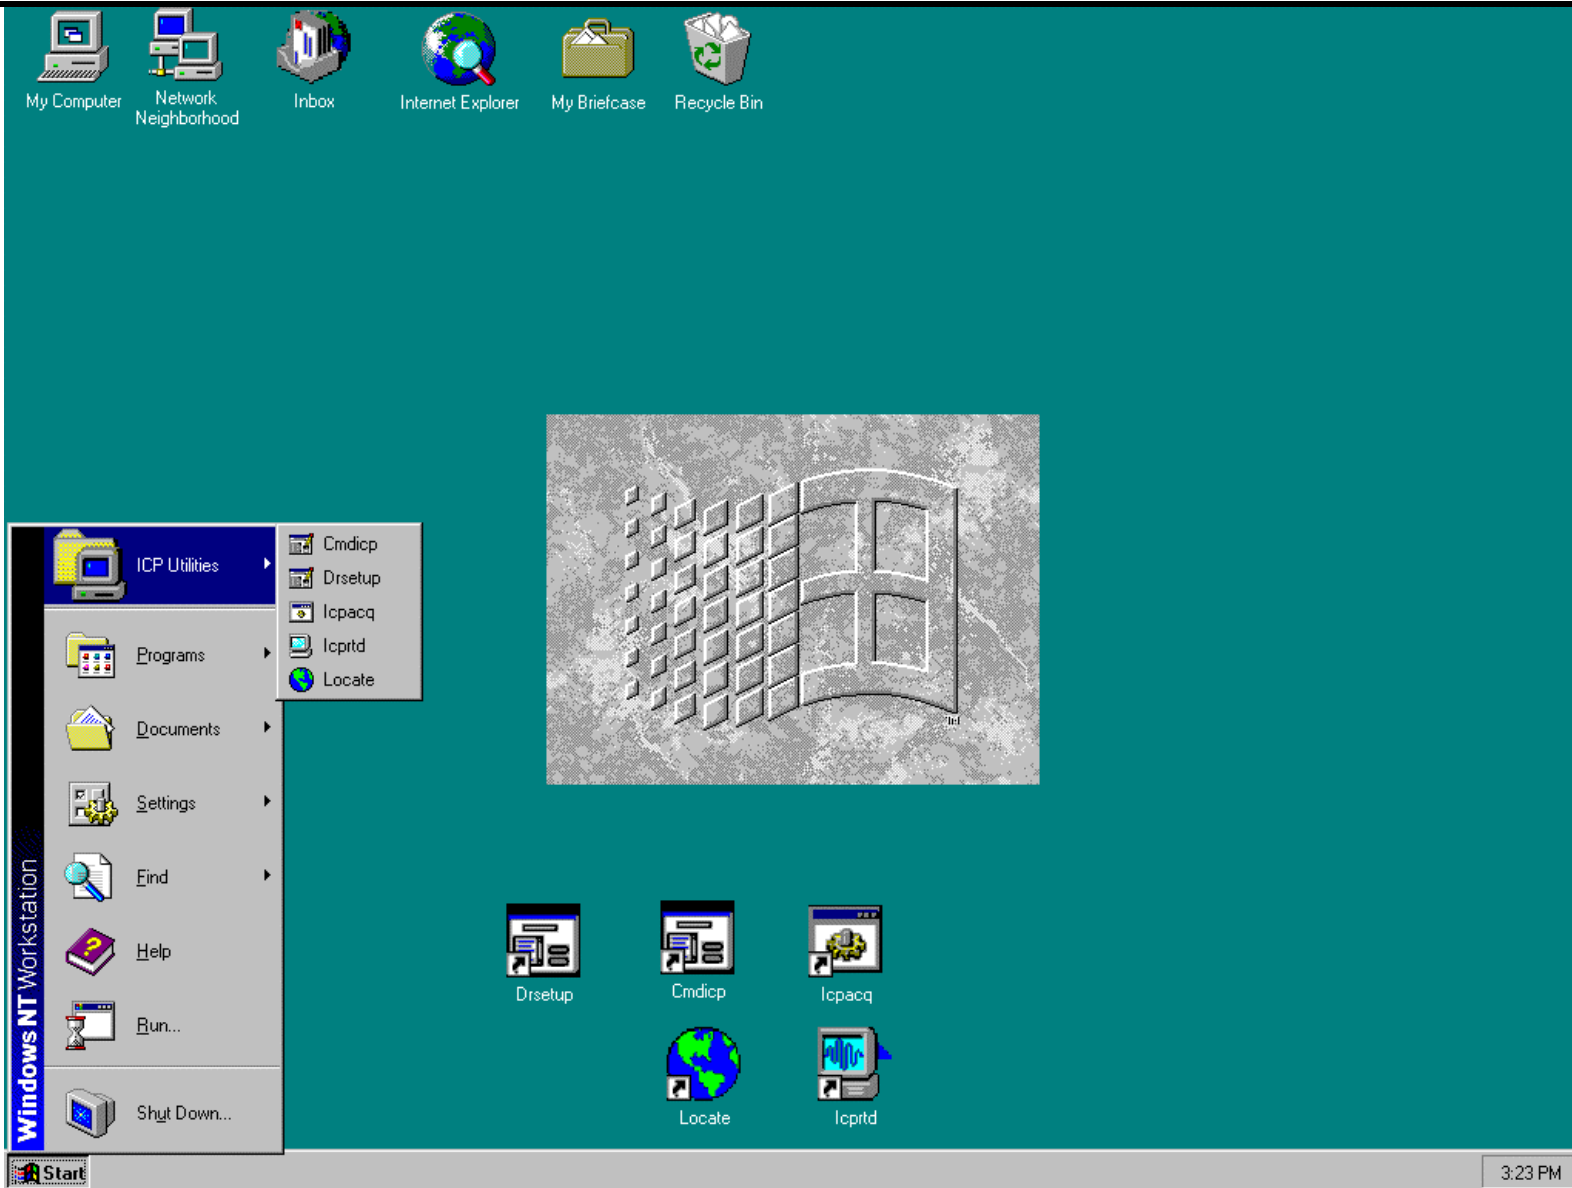 My Computer
Network
Neighborhood
Inbox
Internet Explorer
My Briefcase
Recycle Bin
ICP Utilities
Programs
Documents
Settings
Find
Help
Run...
Shut Down...
Windows NT Workstation
Cmdicp
Drsetup
Icpacq
Icprtd
Locate
Drsetup
Cmdicp
Icpacq
Locate
Icprtd
Start
3:23 PM